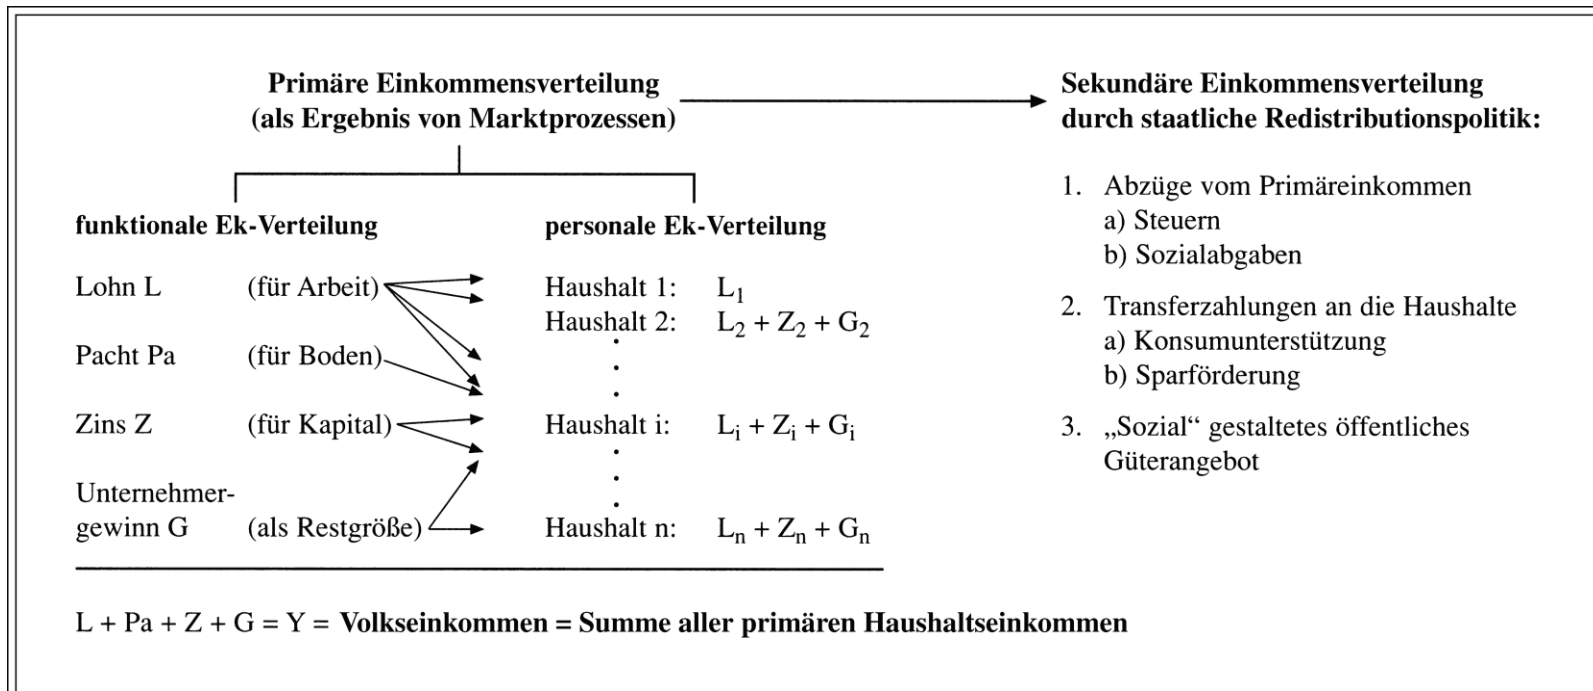 Primäre Einkommensverteilung
(als Ergebnis von Marktprozessen)
Sekundäre Einkommensverteilung
durch staatliche Redistributionspolitik:
funktionale Ek-Verteilung
personale Ek-Verteilung
Lohn L (für Arbeit)
Pacht Pa (für Boden)
Zins Z (für Kapital)
Unternehmer-
gewinn G (als Restgröße)
Haushalt 1: L₁
Haushalt 2: L₂ + Z₂ + G₂
.
.
.
Haushalt i: Lᵢ + Zᵢ + Gᵢ
.
.
.
Haushalt n: Lₙ + Zₙ + Gₙ
1. Abzüge vom Primäreinkommen
a) Steuern
b) Sozialabgaben
2. Transferzahlungen an die Haushalte
a) Konsumunterstützung
b) Sparförderung
3. „Sozial“ gestaltetes öffentliches
Güterangebot
L + Pa + Z + G = Y = Volkseinkommen = Summe aller primären Haushaltseinkommen